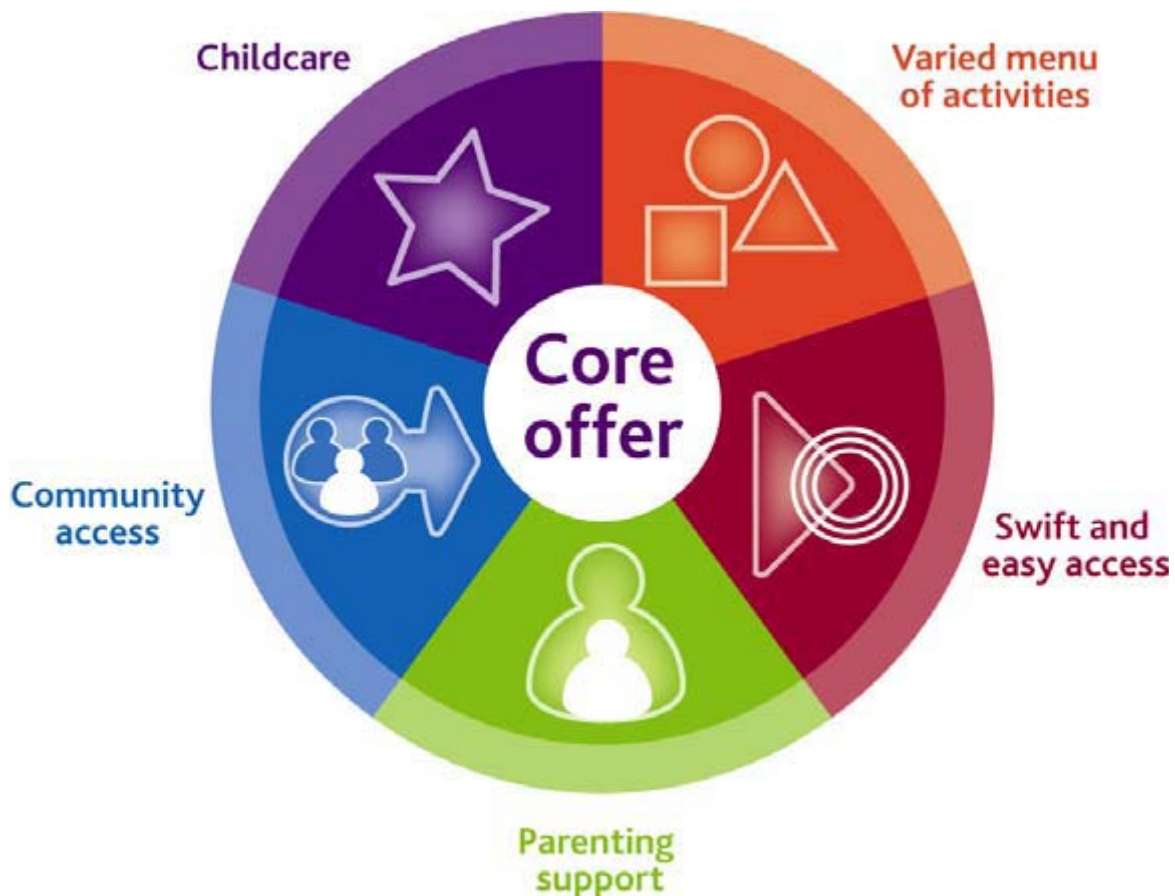 Childcare
Varied menu
of activities
Core
offer
Community
access
Swift and
easy access
Parenting
support